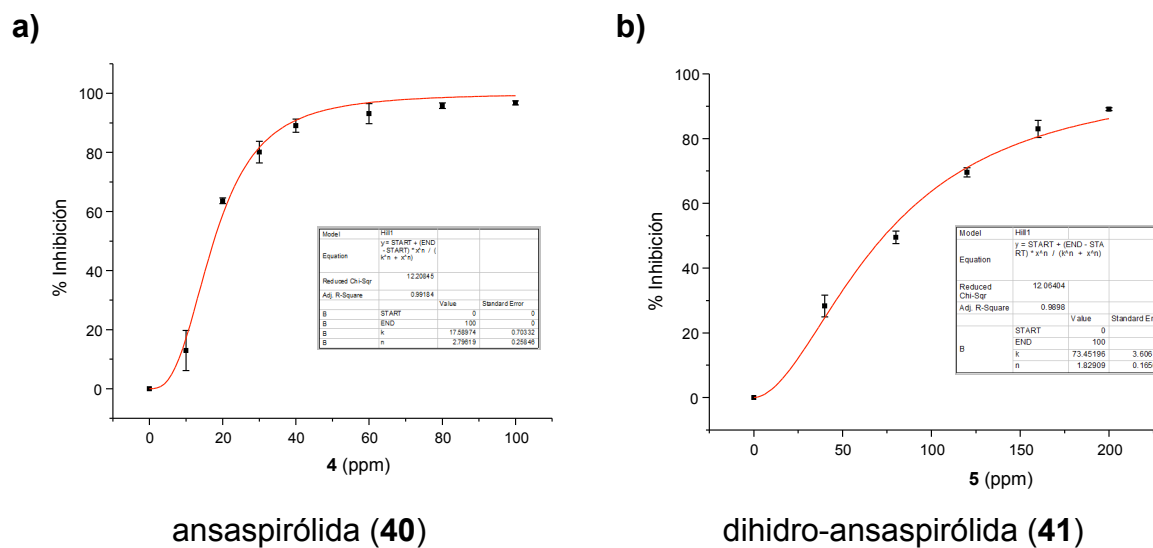 a)
b)
% Inhibición
100
80
60
40
20
0
0 20 40 60 80 100
4 (ppm)
Model Hill1
Equation y = START + (END
- START) * x^n / (
k^n + x^n)
Reduced Chi-Sqr 12.20845
Adj. R-Square 0.99184
Value Standard Error
B START 0 0
B END 100 0
B k 17.58974 0.70332
B n 2.79619 0.25846
% Inhibición
100
80
60
40
20
0
0 50 100 150 200
5 (ppm)
Model Hill1
Equation y = START + (END - STA
RT) * x^n / (k^n + x^n)
Reduced Chi-Sqr 12.06404
Adj. R-Square 0.9898
Value Standard Er
B START 0
END 100
k 73.45196 3.606
n 1.82909 0.165
ansaspirólida (40)
dihidro-ansaspirólida (41)